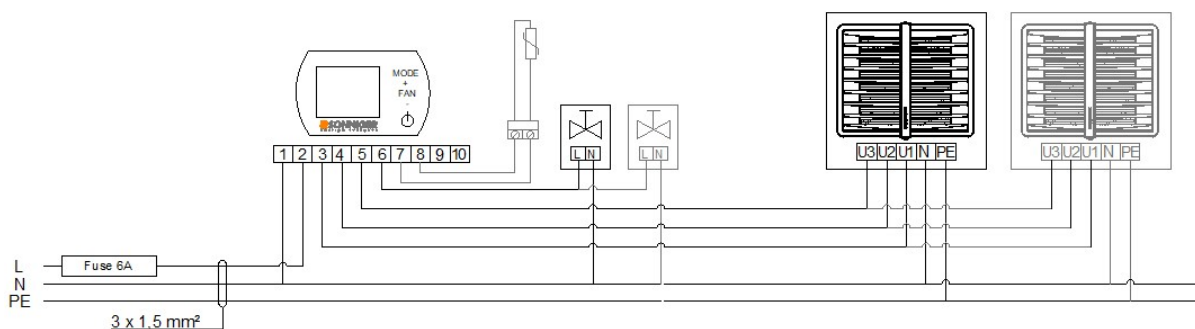 MODE
+
FAN
-
SONNIGER
1 2 3 4 5 6 7 8 9 10
L N
L N
U3 U2 U1 N PE
U3 U2 U1 N PE
L
Fuse 6A
N
PE
3 x 1,5 mm²